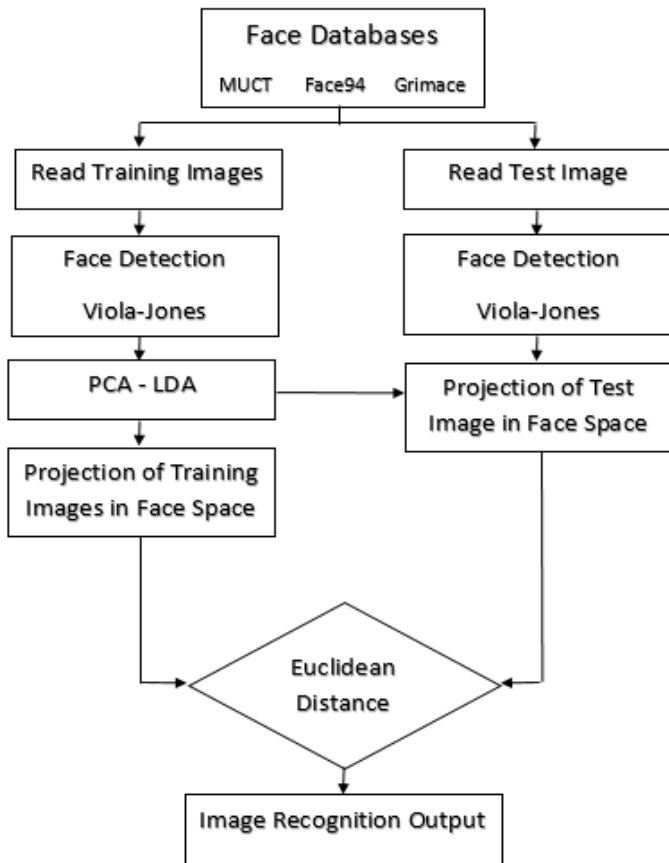 Face Databases
MUCT Face94 Grimace
Read Training Images
Read Test Image
Face Detection
Viola-Jones
Face Detection
Viola-Jones
PCA - LDA
Projection of Test
Image in Face Space
Projection of Training
Images in Face Space
Euclidean
Distance
Image Recognition Output